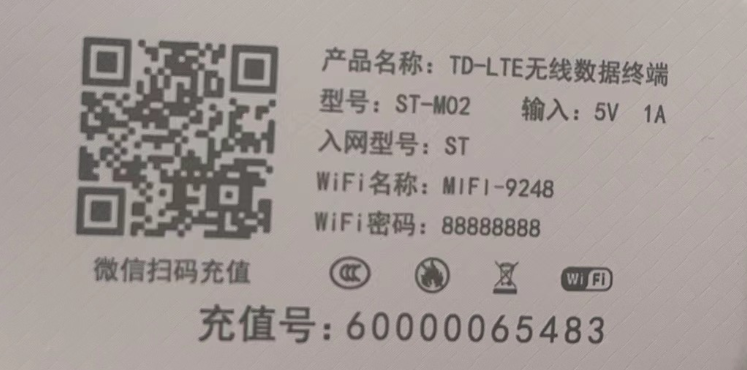 产品名称：TD-LTE无线数据终端
型号：ST-M02 输入：5V 1A
入网型号：ST
WiFi名称：MIFI-9248
WiFi密码：88888888
微信扫码充值
CCC
WiFi
充值号：60000065483